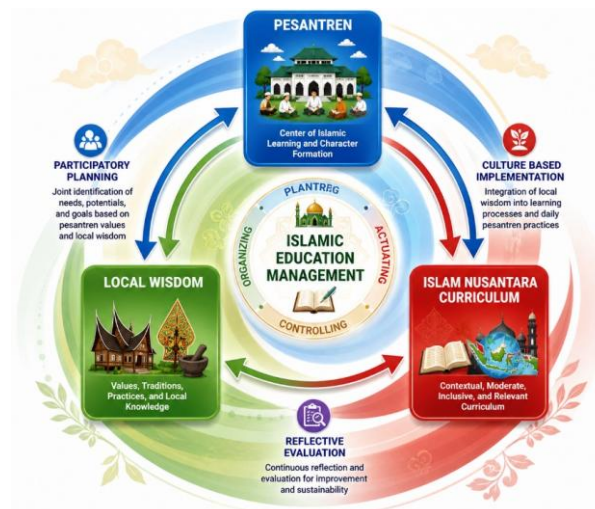 PESANTREN
Center of Islamic
Learning and Character
Formation
PARTICIPATORY
PLANNING
Joint identification of
needs, potentials,
and goals based on
pesantren values
and local wisdom
CULTURE BASED
IMPLEMENTATION
Integration of local
wisdom into learning
processes and daily
pesantren practices
PLANTREG
ORGANIZING
ACTUATING
ISLAMIC
EDUCATION
MANAGEMENT
CONTROLLING
LOCAL WISDOM
Values, Traditions,
Practices, and Local
Knowledge
ISLAM NUSANTARA
CURRICULUM
Contextual, Moderate,
Inclusive, and Relevant
Curriculum
REFLECTIVE
EVALUATION
Continuous reflection and
evaluation for improvement
and sustainability